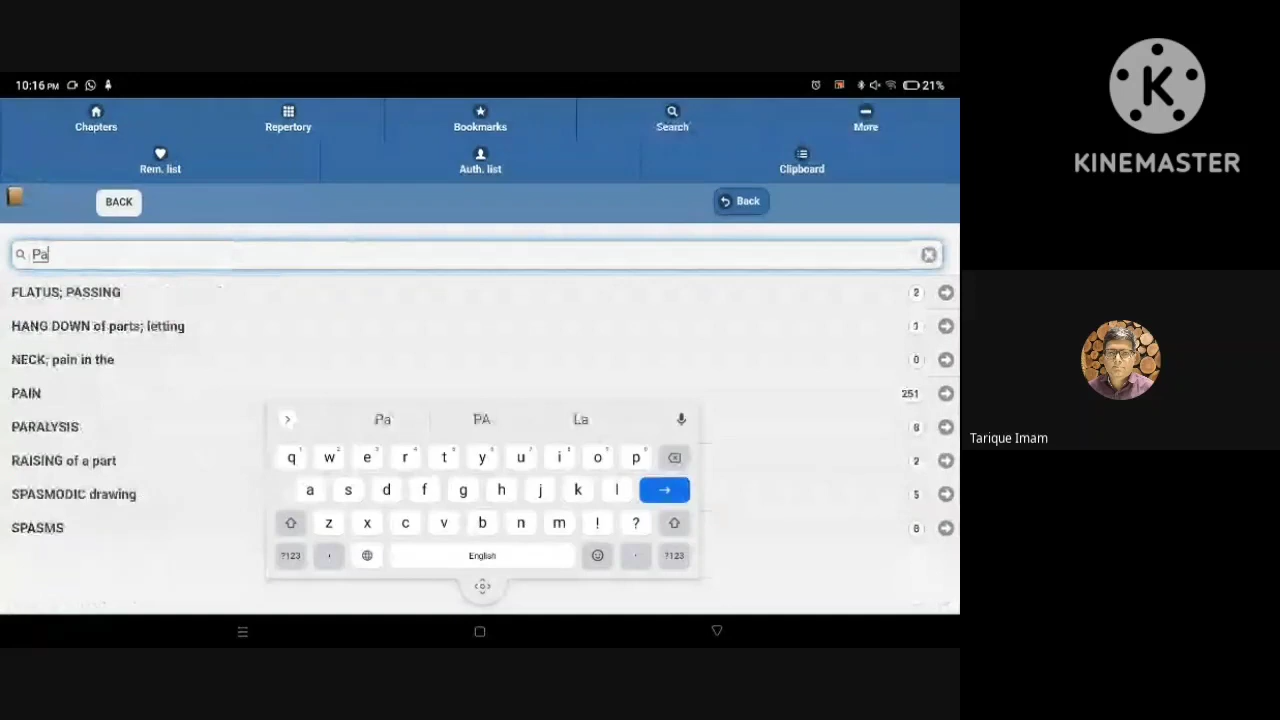 10:16 PM
21%
Chapters
Repertory
Bookmarks
Search
More
Rem. list
Auth. list
Clipboard
BACK
Back
Pa
FLATUS; PASSING 2
HANG DOWN of parts; letting 1
NECK; pain in the 0
PAIN 251
PARALYSIS 6
RAISING of a part 2
SPASMODIC drawing 5
SPASMS 8
Pa PA La
q w e r t y u i o p
a s d f g h j k l
z x c v b n m ! ?
?123 English ?123
K
KINEMASTER
Tarique Imam